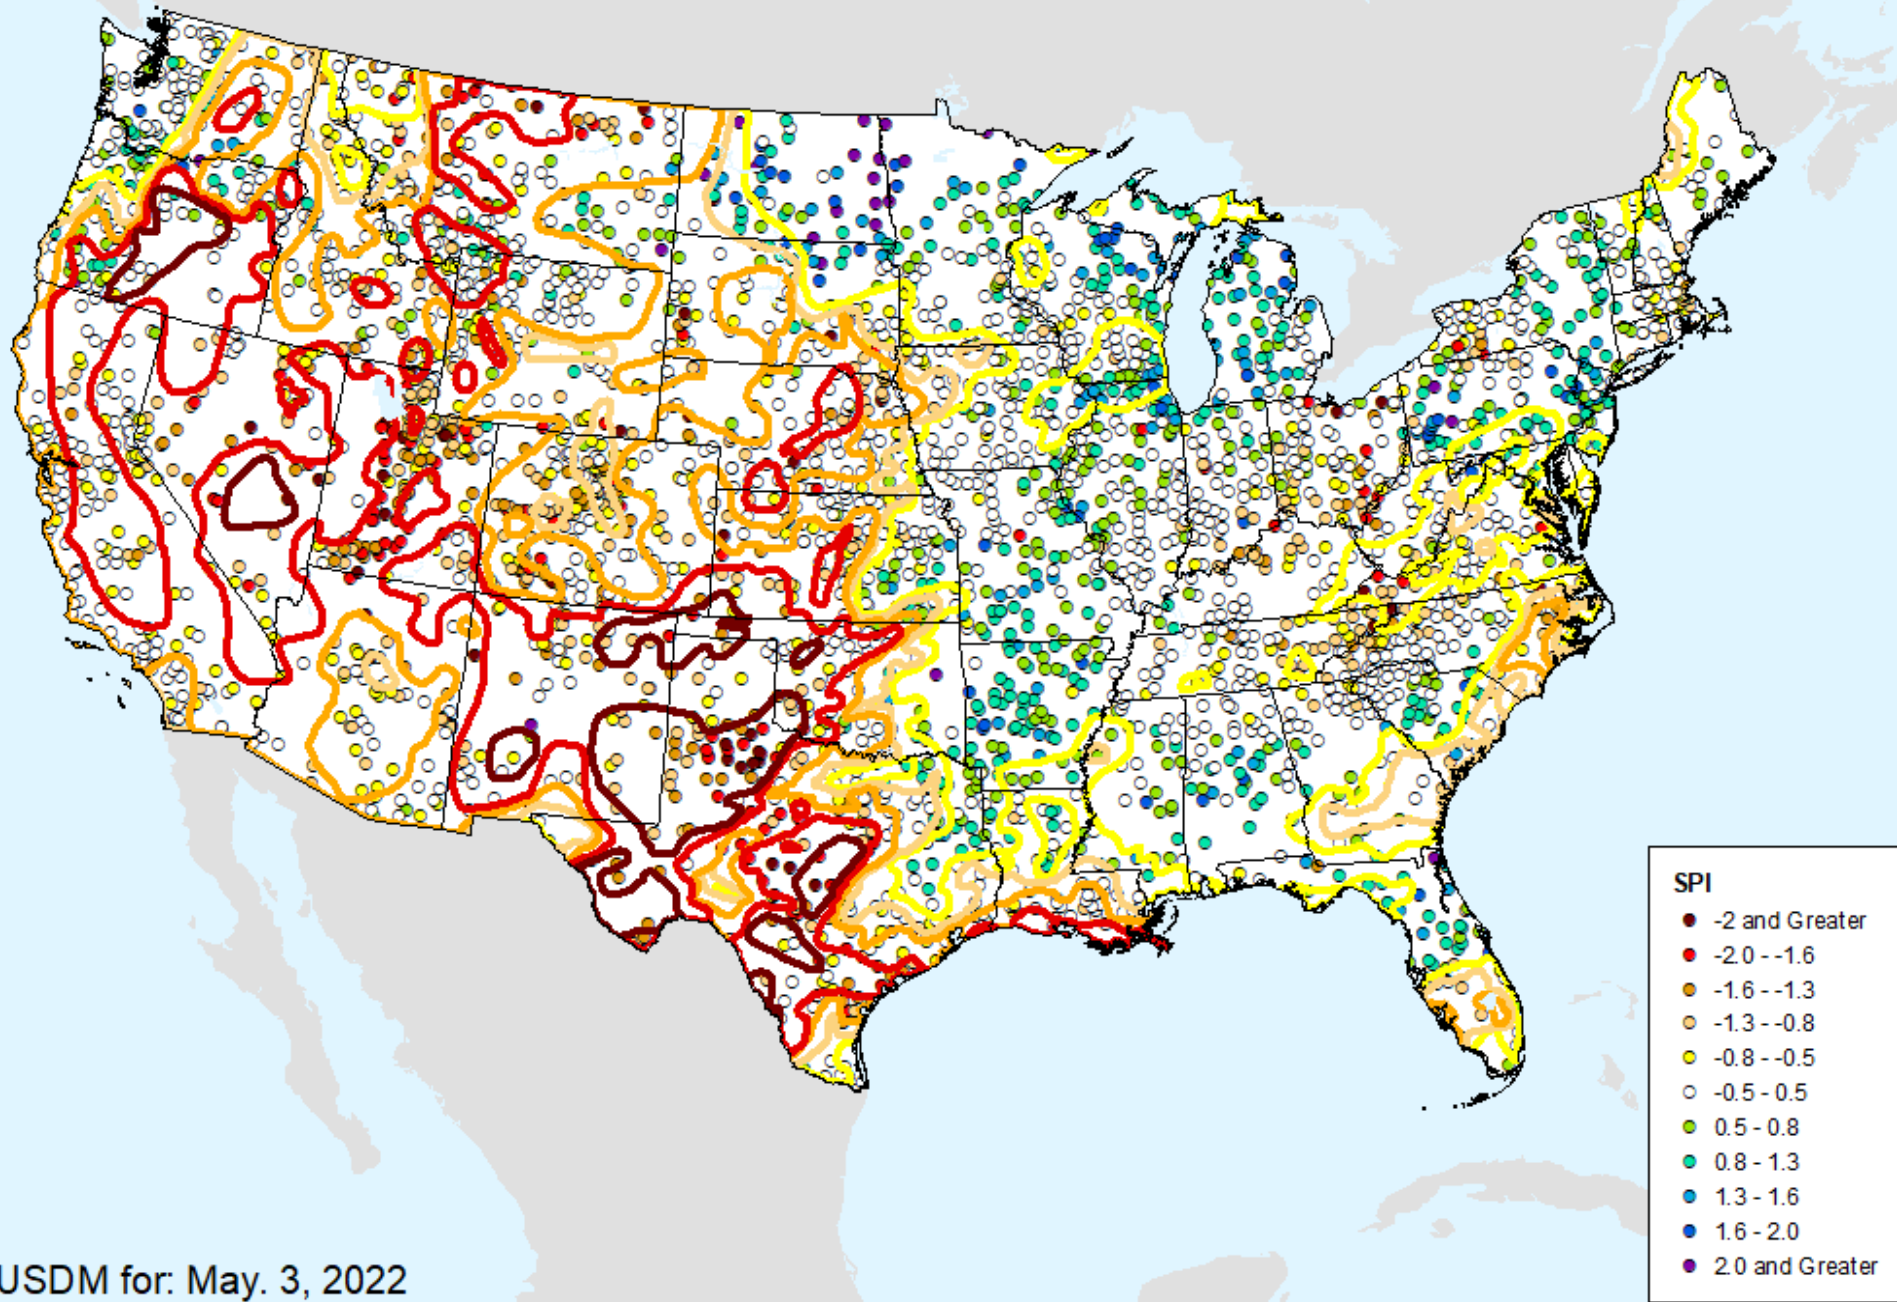 SPI
-2 and Greater
-2.0 - -1.6
-1.6 - -1.3
-1.3 - -0.8
-0.8 - -0.5
-0.5 - 0.5
0.5 - 0.8
0.8 - 1.3
1.3 - 1.6
1.6 - 2.0
2.0 and Greater
USDM for: May. 3, 2022